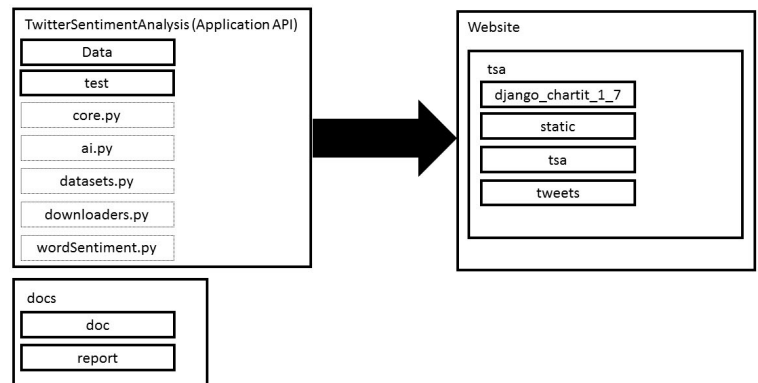 TwitterSentimentAnalysis (Application API)
Data
test
core.py
ai.py
datasets.py
downloaders.py
wordSentiment.py
Website
tsa
django_chartit_1_7
static
tsa
tweets
docs
doc
report